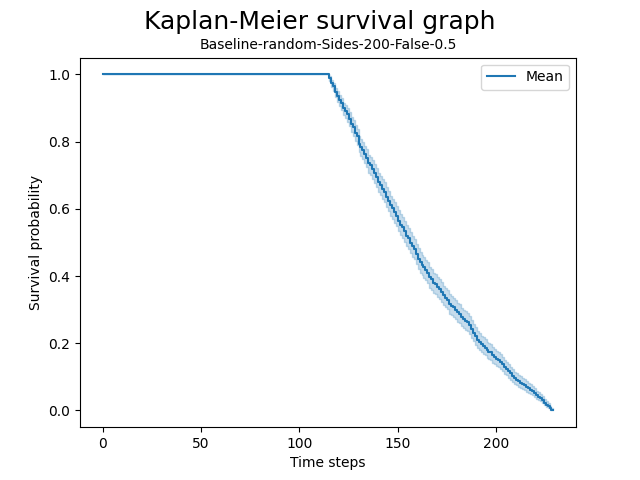 Kaplan-Meier survival graph
Baseline-random-Sides-200-False-0.5
Mean
1.0
0.8
0.6
0.4
0.2
0.0
Survival probability
0
50
100
150
200
Time steps